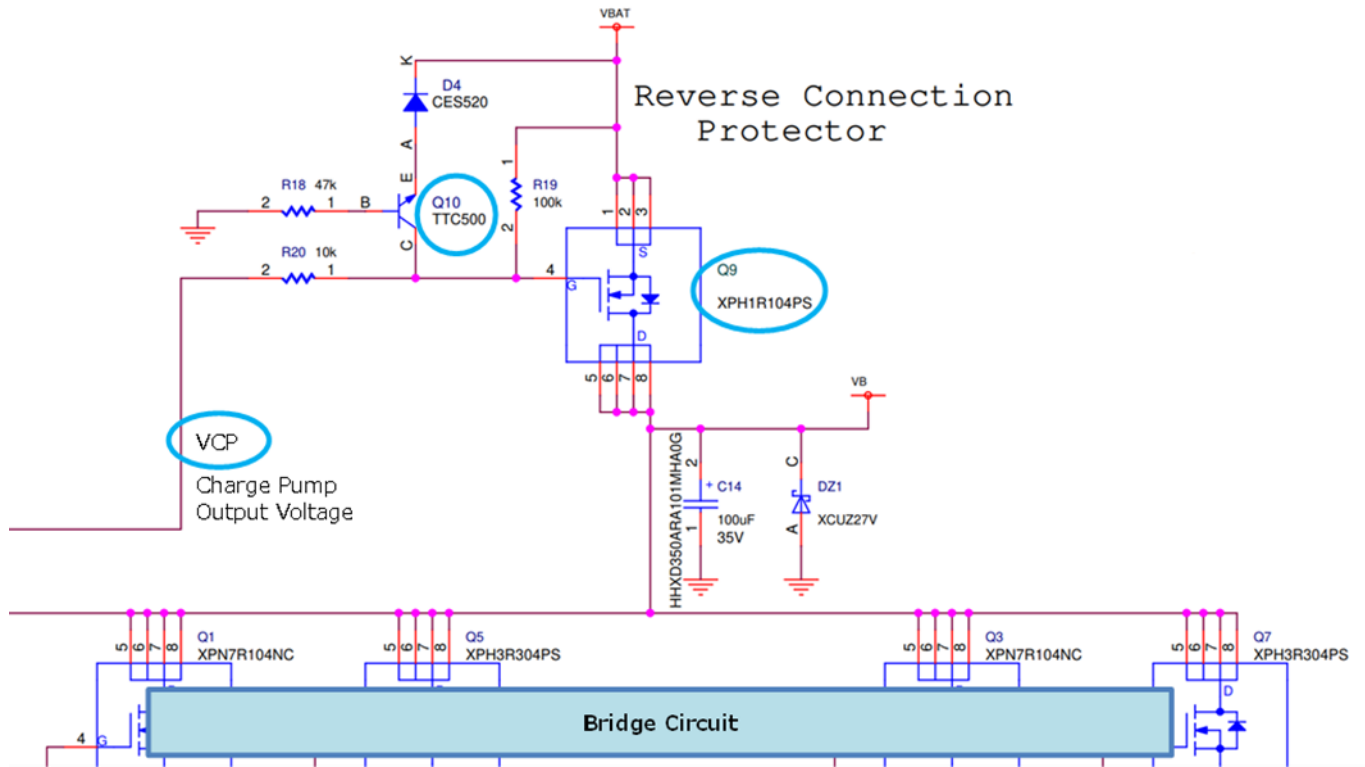 VBAT
K
D4
CES520
A
Reverse Connection
Protector
E
R18 47k
2 1 B
Q10
TTC500
C
1
R19
100k
2
1 2 3
R20 10k
2 1
4
G
S
D
Q9
XPH1R104PS
5 6 7 8
VB
VCP
Charge Pump
Output Voltage
HHXD350ARA101MHA0G
2
+ C14
100uF
35V
1
C
DZ1
XCUZ27V
A
5 6 7 8
Q1
XPN7R104NC
5 6 7 8
Q5
XPH3R304PS
5 6 7 8
Q3
XPN7R104NC
5 6 7 8
Q7
XPH3R304PS
D
4 G
Bridge Circuit